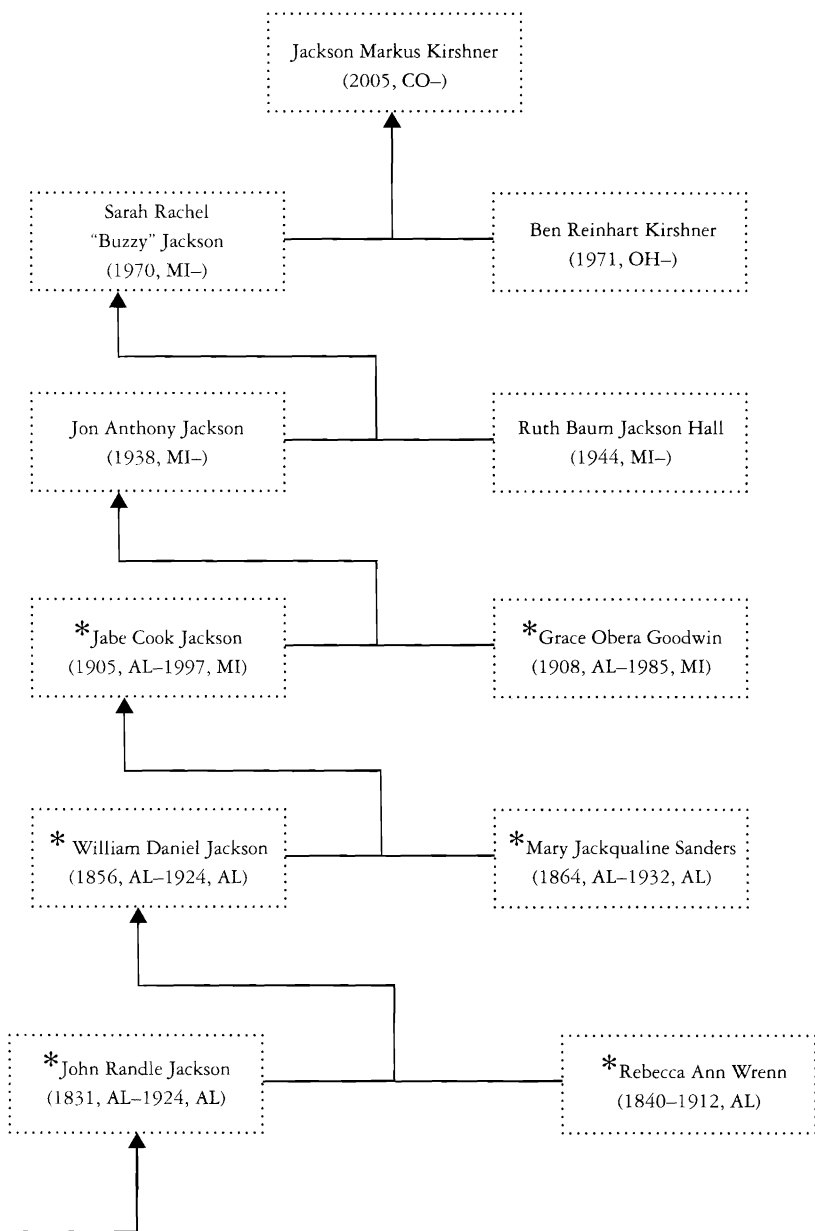 Jackson Markus Kirshner
(2005, CO–)
Sarah Rachel
“Buzzy” Jackson
(1970, MI–)
Ben Reinhart Kirshner
(1971, OH–)
Jon Anthony Jackson
(1938, MI–)
Ruth Baum Jackson Hall
(1944, MI–)
*Jabe Cook Jackson
(1905, AL–1997, MI)
*Grace Obera Goodwin
(1908, AL–1985, MI)
* William Daniel Jackson
(1856, AL–1924, AL)
*Mary Jackqualine Sanders
(1864, AL–1932, AL)
*John Randle Jackson
(1831, AL–1924, AL)
*Rebecca Ann Wrenn
(1840–1912, AL)